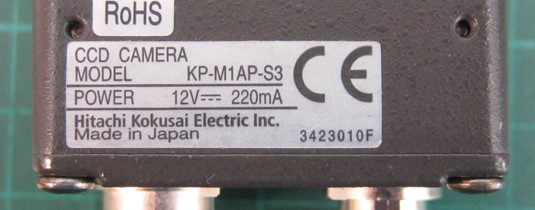 RoHS
CCD CAMERA
MODEL KP-M1AP-S3
POWER 12V⎓ 220mA
CE
Hitachi Kokusai Electric Inc.
Made in Japan 3423010F